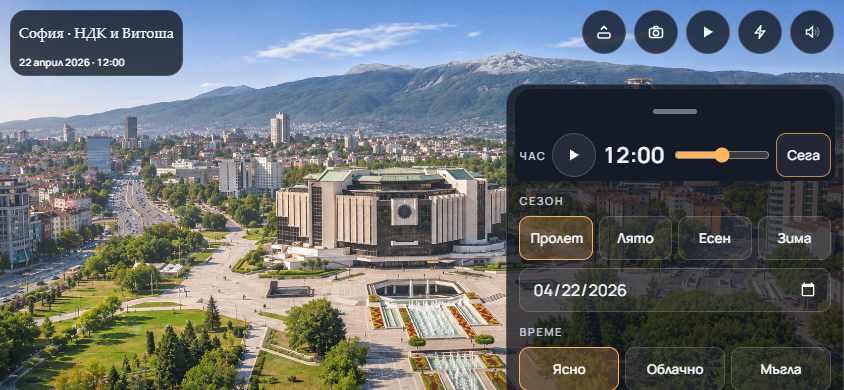 София · НДК и Витоша
22 април 2026 · 12:00
ЧАС 12:00 Сега
СЕЗОН
Пролет Лято Есен Зима
04/22/2026
ВРЕМЕ
Ясно Облачно Мъгла